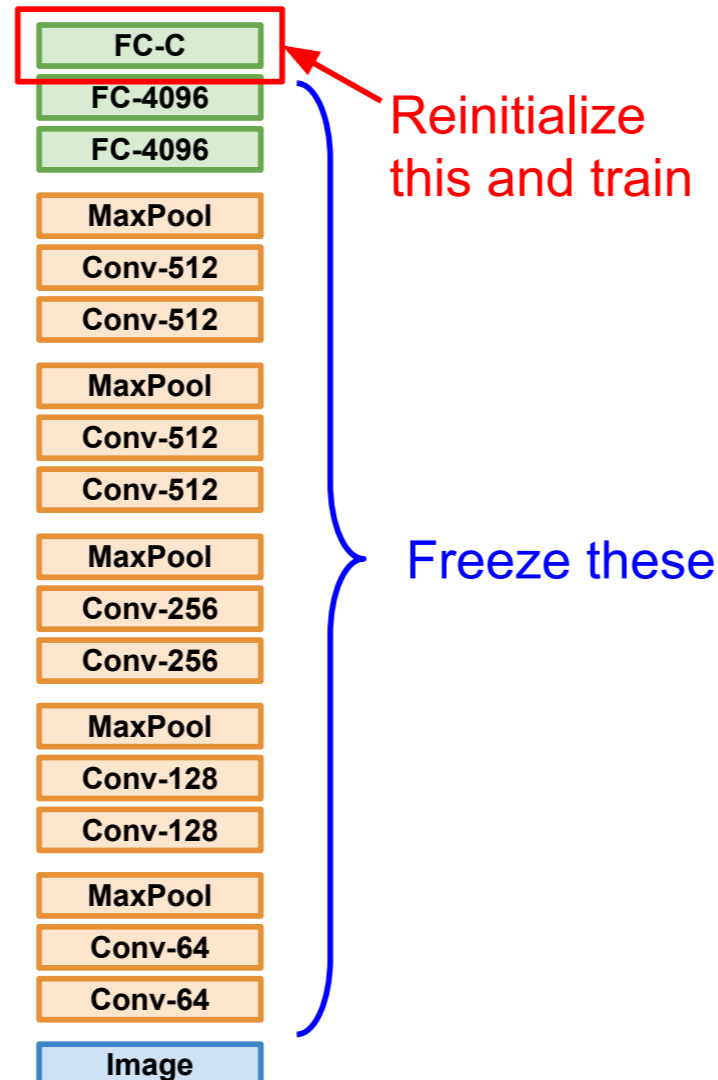 FC-C
FC-4096
FC-4096
MaxPool
Conv-512
Conv-512
MaxPool
Conv-512
Conv-512
MaxPool
Conv-256
Conv-256
MaxPool
Conv-128
Conv-128
MaxPool
Conv-64
Conv-64
Image
Reinitialize
this and train
Freeze these